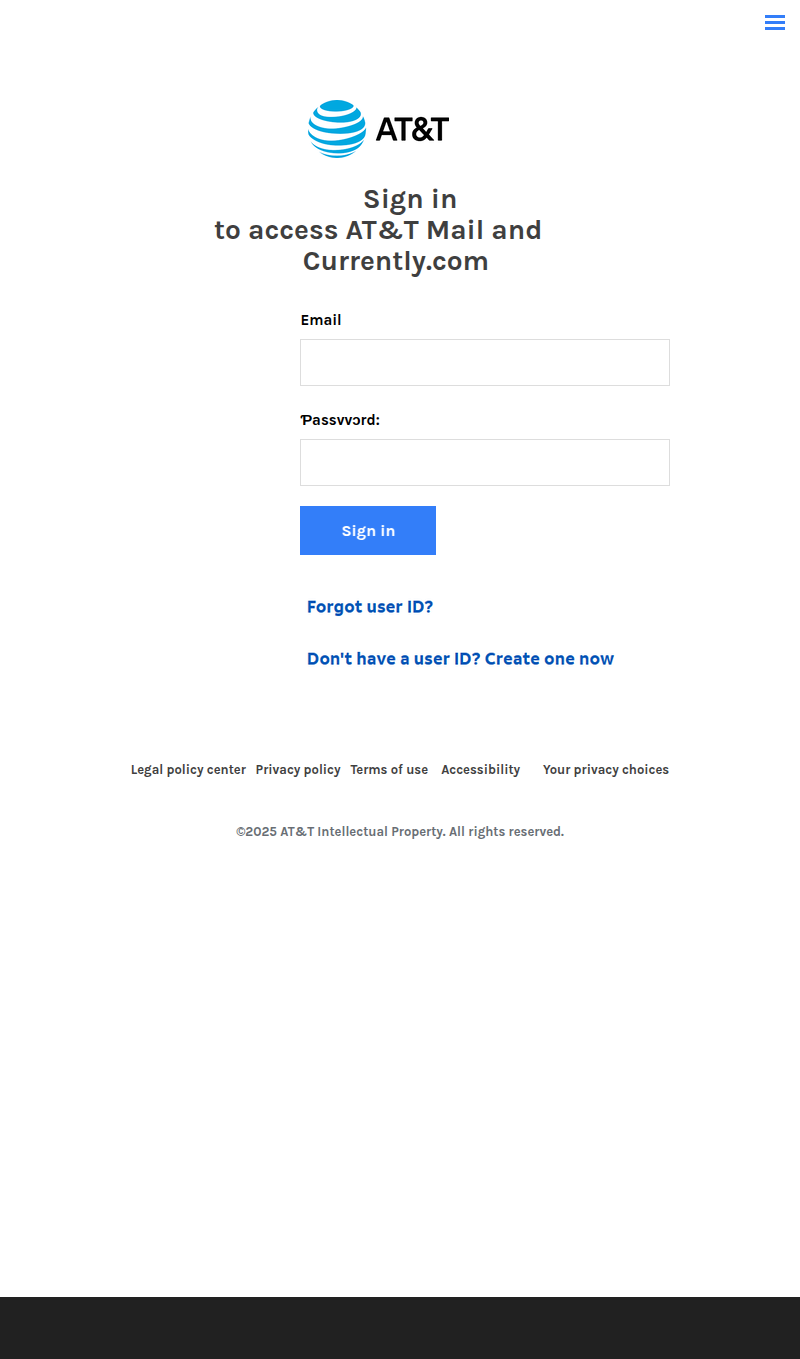 AT&T
Sign in
to access AT&T Mail and
Currently.com
Email
Ƥassvvɔrd:
Sign in
Forgot user ID?
Don't have a user ID? Create one now
Legal policy center Privacy policy Terms of use Accessibility Your privacy choices
©2025 AT&T Intellectual Property. All rights reserved.